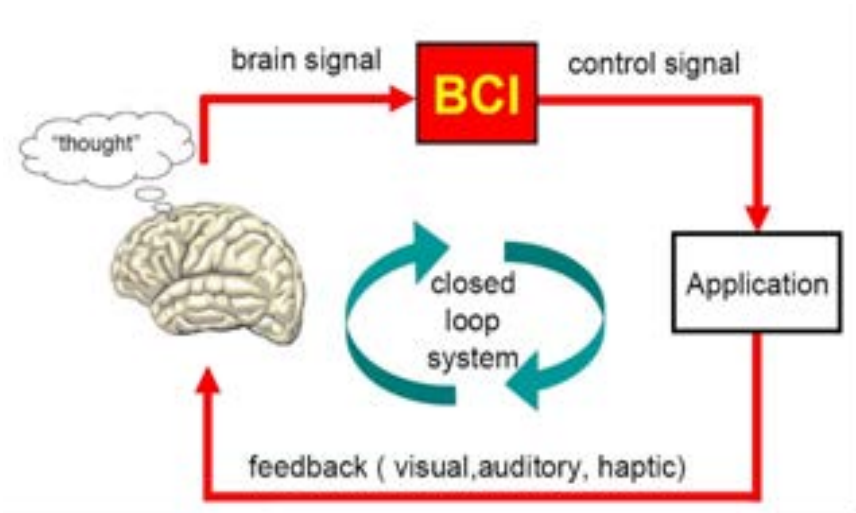 brain signal
BCI
control signal
"thought"
closed
loop
system
Application
feedback ( visual,auditory, haptic)